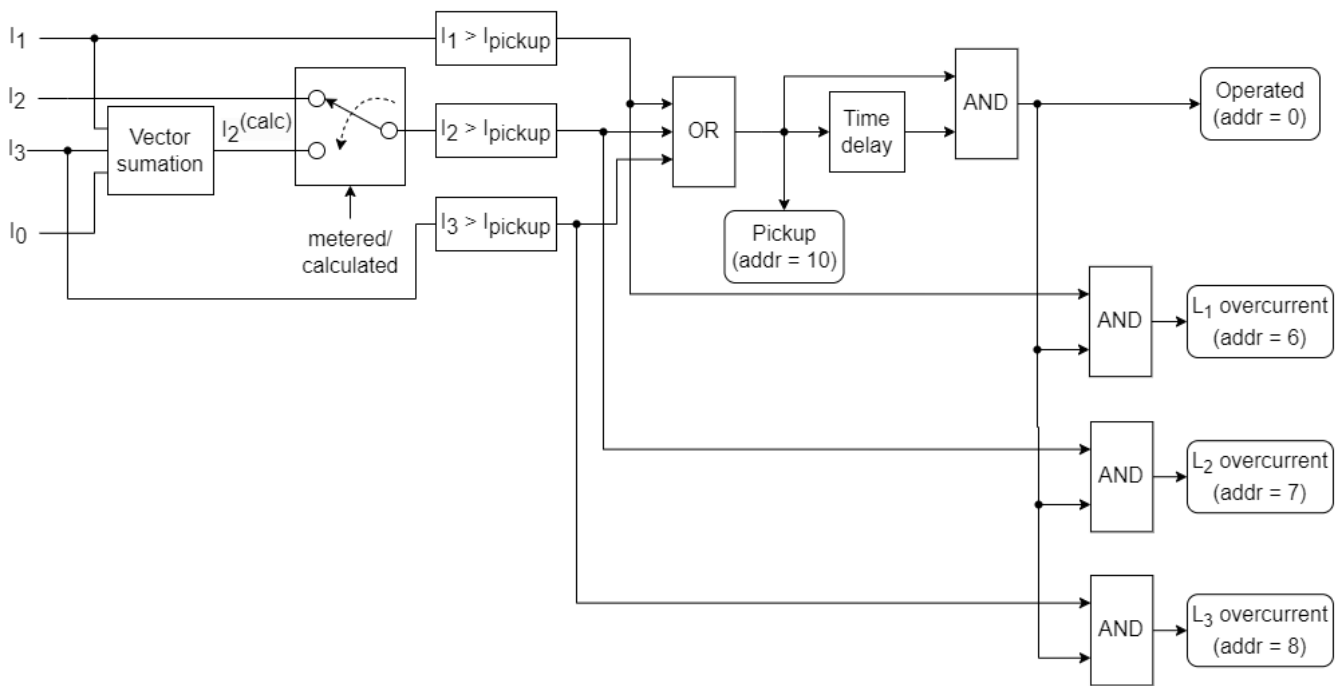 I1
I2
I3
I0
Vector
sumation
I2(calc)
metered/
calculated
I1 > Ipickup
I2 > Ipickup
I3 > Ipickup
OR
Time
delay
AND
Pickup
(addr = 10)
Operated
(addr = 0)
AND
L1 overcurrent
(addr = 6)
AND
L2 overcurrent
(addr = 7)
AND
L3 overcurrent
(addr = 8)